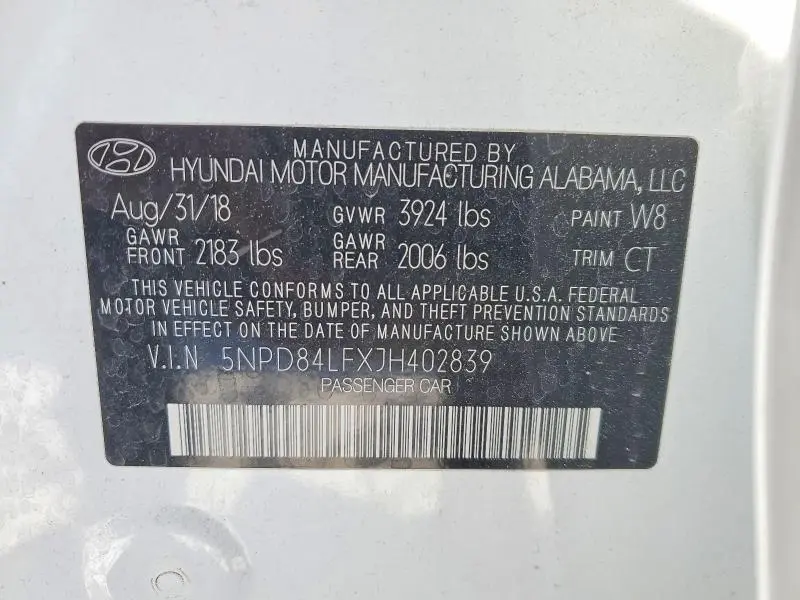 MANUFACTURED BY
HYUNDAI MOTOR MANUFACTURING ALABAMA, LLC
Aug/31/18 GVWR 3924 lbs PAINT W8
GAWR FRONT 2183 lbs GAWR REAR 2006 lbs TRIM CT
THIS VEHICLE CONFORMS TO ALL APPLICABLE U.S.A. FEDERAL
MOTOR VEHICLE SAFETY, BUMPER, AND THEFT PREVENTION STANDARDS
IN EFFECT ON THE DATE OF MANUFACTURE SHOWN ABOVE
V.I.N 5NPD84LFXJH402839
PASSENGER CAR